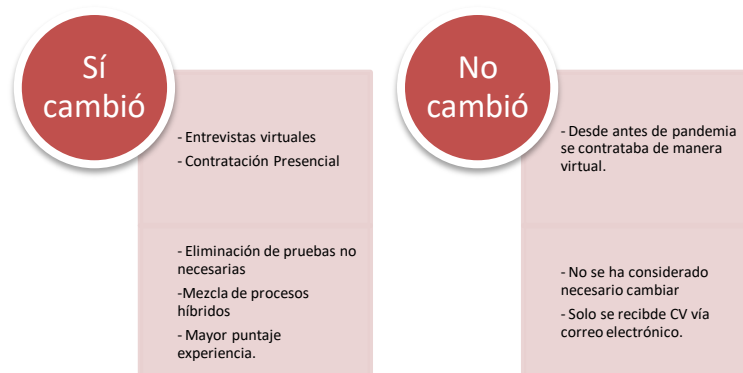 Sí
cambió
- Entrevistas virtuales
- Contratación Presencial
- Eliminación de pruebas no
necesarias
-Mezcla de procesos
híbridos
- Mayor puntaje
experiencia.
No
cambió
- Desde antes de pandemia
se contrataba de manera
virtual.
- No se ha considerado
necesario cambiar
- Solo se recibde CV vía
correo electrónico.